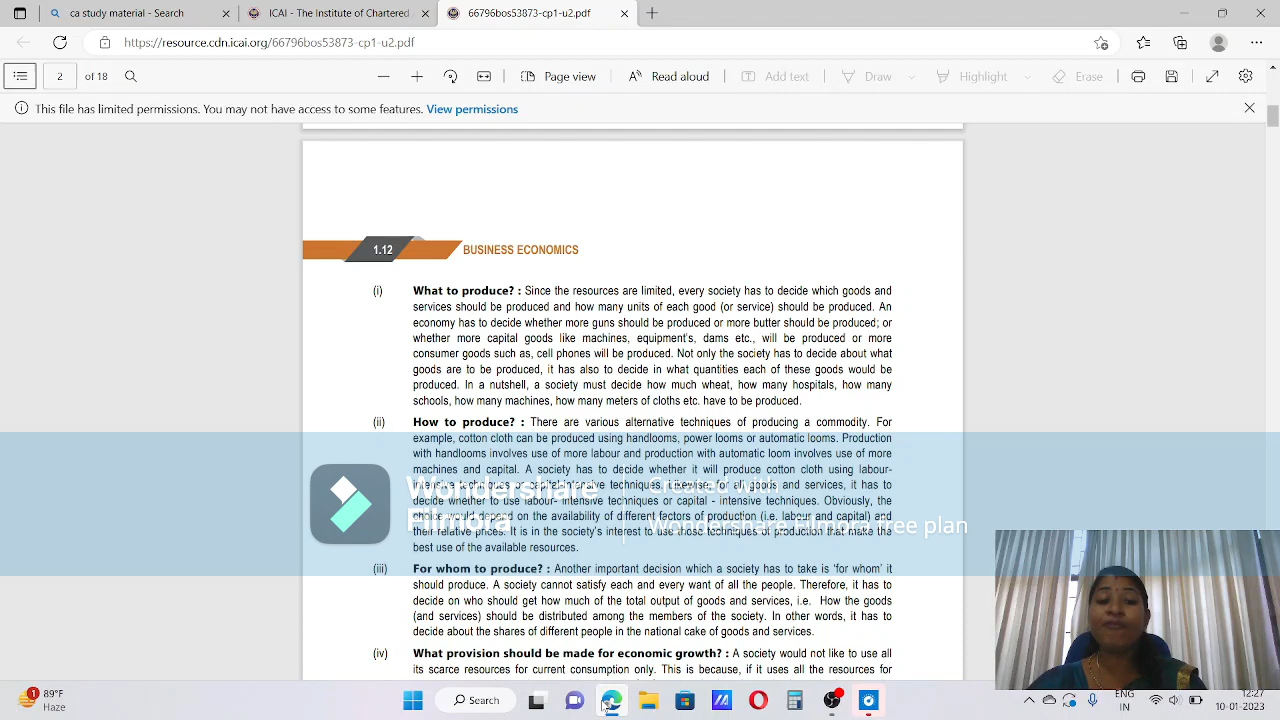 ca study material - Search
ICAI - The Institute of Chartered A
66796bos53873-cp1-u2.pdf
https://resource.cdn.icai.org/66796bos53873-cp1-u2.pdf
2 of 18
Page view
Read aloud
Add text
Draw
Highlight
Erase
This file has limited permissions. You may not have access to some features. View permissions
1.12
BUSINESS ECONOMICS
(i) What to produce? : Since the resources are limited, every society has to decide which goods and
services should be produced and how many units of each good (or service) should be produced. An
economy has to decide whether more guns should be produced or more butter should be produced; or
whether more capital goods like machines, equipment's, dams etc., will be produced or more
consumer goods such as, cell phones will be produced. Not only the society has to decide about what
goods are to be produced, it has also to decide in what quantities each of these goods would be
produced. In a nutshell, a society must decide how much wheat, how many hospitals, how many
schools, how many machines, how many meters of cloths etc. have to be produced.
(ii) How to produce? : There are various alternative techniques of producing a commodity. For
example, cotton cloth can be produced using handlooms, power looms or automatic looms. Production
with handlooms involves use of more labour and production with automatic loom involves use of more
machines and capital. A society has to decide whether it will produce cotton cloth using labour-
intensive techniques or capital-intensive techniques. Likewise, for all goods and services, it has to
decide whether to use labour- intensive techniques or capital - intensive techniques. Obviously, the
choice would depend on the availability of different factors of production (i.e. labour and capital) and
their relative prices. It is in the society's interest to use those techniques of production that make the
best use of the available resources.
Wondershare
Filmora
Created with
Wondershare Filmora free plan
(iii) For whom to produce? : Another important decision which a society has to take is 'for whom' it
should produce. A society cannot satisfy each and every want of all the people. Therefore, it has to
decide on who should get how much of the total output of goods and services, i.e. How the goods
(and services) should be distributed among the members of the society. In other words, it has to
decide about the shares of different people in the national cake of goods and services.
(iv) What provision should be made for economic growth? : A society would not like to use all
its scarce resources for current consumption only. This is because, if it uses all the resources for
1
89°F
Haze
Search
ENG
IN
12:27
10-01-2023